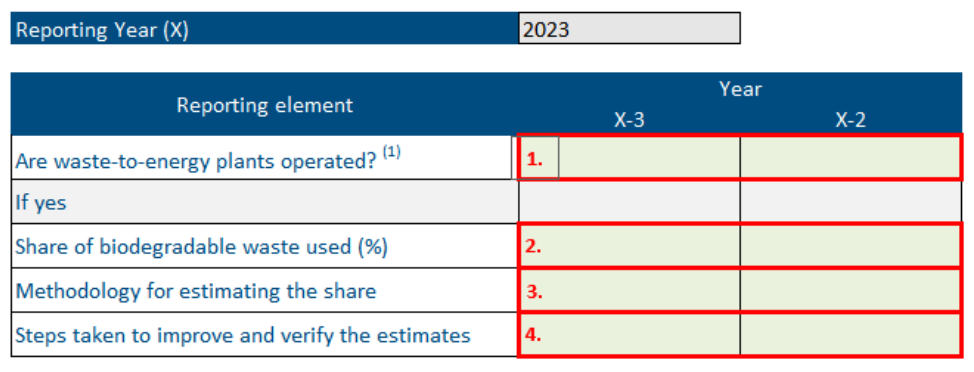 Reporting Year (X) 2023
Year
Reporting element
X-3 X-2
Are waste-to-energy plants operated? (1) 1.
If yes
Share of biodegradable waste used (%) 2.
Methodology for estimating the share 3.
Steps taken to improve and verify the estimates 4.